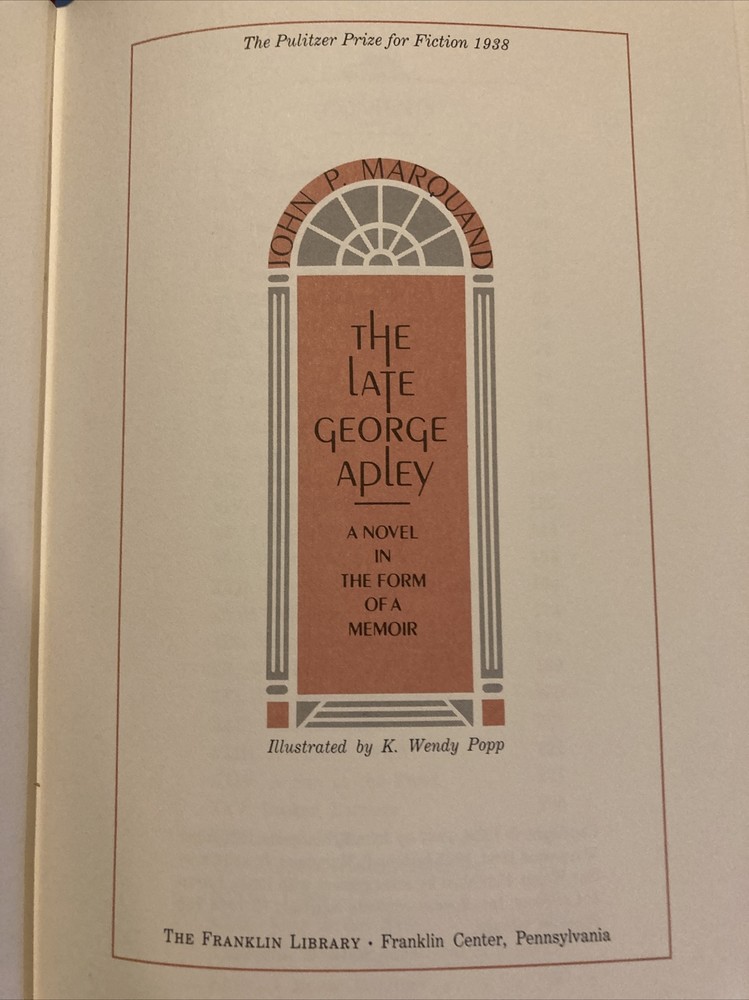 The Pulitzer Prize for Fiction 1938
JOHN P. MARQUAND
THE
LATE
GEORGE
APLEY
A NOVEL
IN
THE FORM
OF A
MEMOIR
Illustrated by K. Wendy Popp
THE FRANKLIN LIBRARY • Franklin Center, Pennsylvania